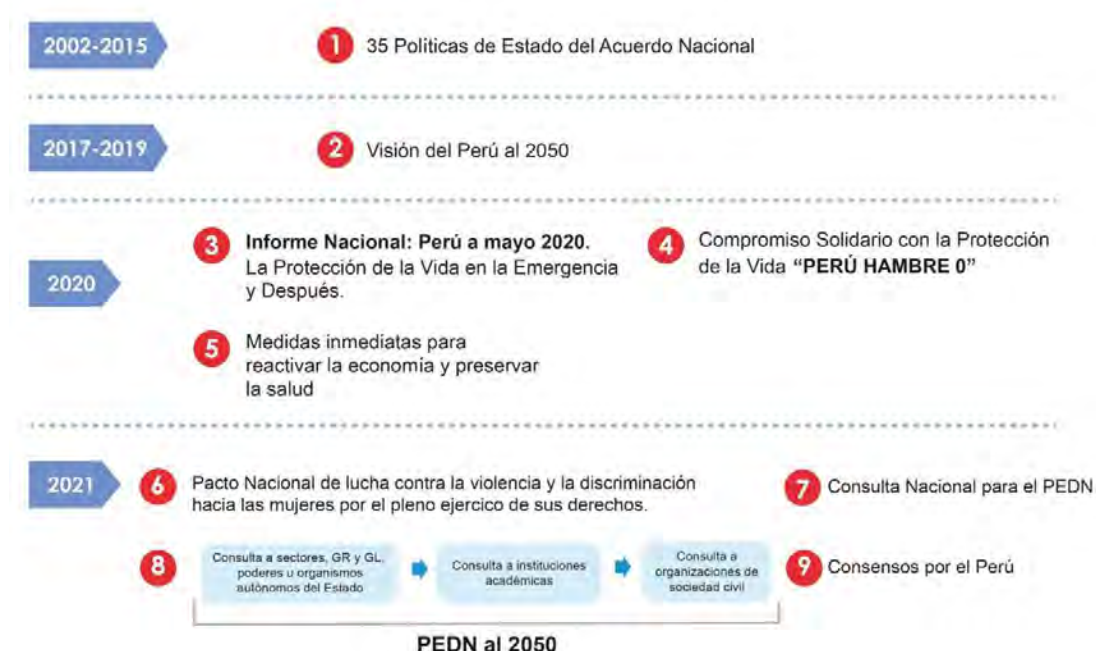 2002-2015
1 35 Políticas de Estado del Acuerdo Nacional
2017-2019
2 Visión del Perú al 2050
2020
3 Informe Nacional: Perú a mayo 2020.
La Protección de la Vida en la Emergencia
y Después.
4 Compromiso Solidario con la Protección
de la Vida “PERÚ HAMBRE 0”
5 Medidas inmediatas para
reactivar la economía y preservar
la salud
2021
6 Pacto Nacional de lucha contra la violencia y la discriminación
hacia las mujeres por el pleno ejercico de sus derechos.
7 Consulta Nacional para el PEDN
8
Consulta a sectores, GR y GL,
poderes u organismos
autónomos del Estado
Consulta a instituciones
académicas
Consulta a
organizaciones de
sociedad civil
9 Consensos por el Perú
PEDN al 2050